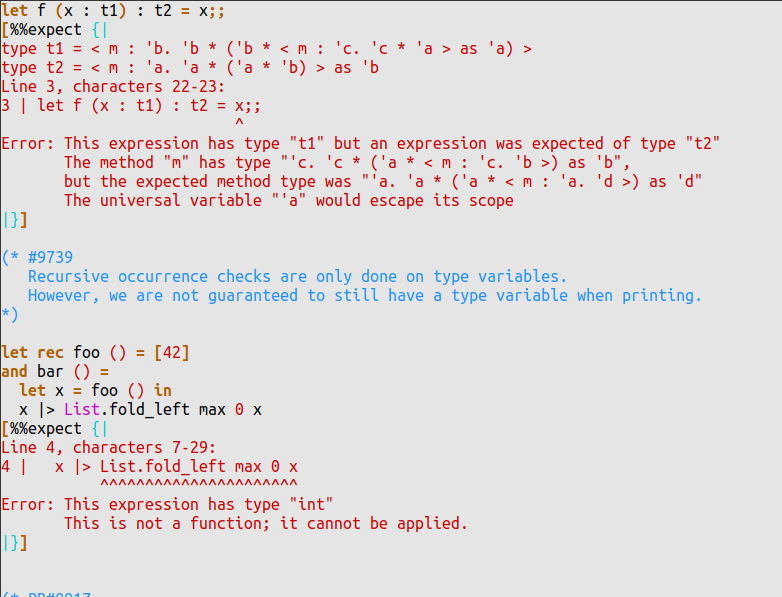 let f (x : t1) : t2 = x;;
[%%expect {|
type t1 = < m : 'b. 'b * ('b * < m : 'c. 'c * 'a > as 'a) >
type t2 = < m : 'a. 'a * ('a * 'b) > as 'b
Line 3, characters 22-23:
3 | let f (x : t1) : t2 = x;;
                          ^
Error: This expression has type "t1" but an expression was expected of type "t2"
       The method "m" has type "'c. 'c * ('a * < m : 'c. 'b >) as 'b",
       but the expected method type was "'a. 'a * ('a * < m : 'a. 'd >) as 'd"
       The universal variable "'a" would escape its scope
|}]
(* #9739
   Recursive occurrence checks are only done on type variables.
   However, we are not guaranteed to still have a type variable when printing.
*)
let rec foo () = [42]
and bar () =
  let x = foo () in
  x |> List.fold_left max 0 x
[%%expect {|
Line 4, characters 7-29:
4 |   x |> List.fold_left max 0 x
           ^^^^^^^^^^^^^^^^^^^^^^
Error: This expression has type "int"
       This is not a function; it cannot be applied.
|}]